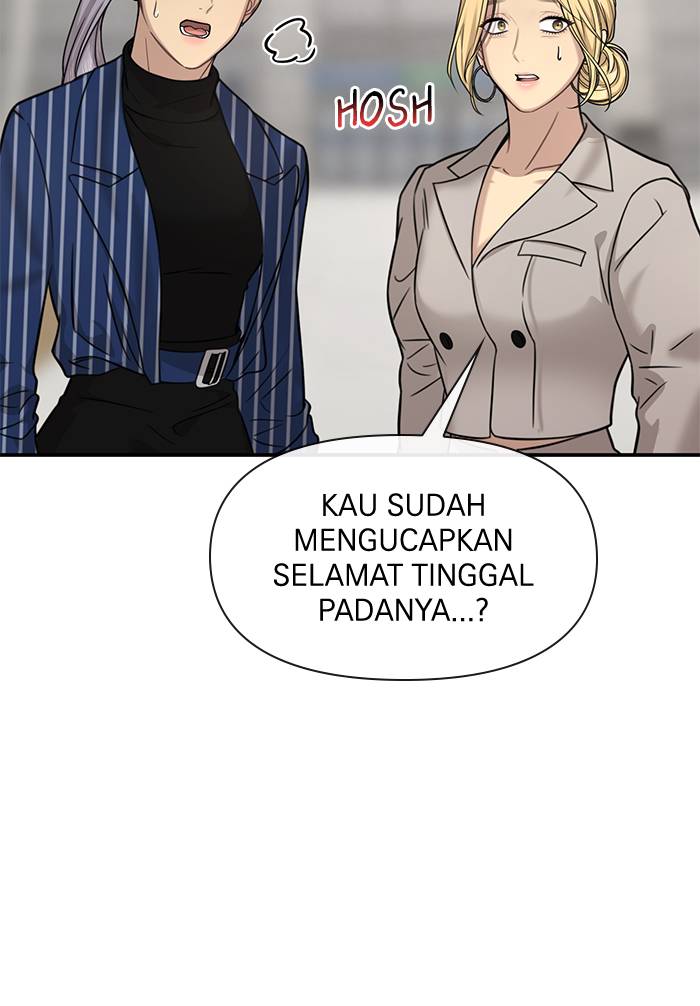 HOSH
KAU SUDAH
MENGUCAPKAN
SELAMAT TINGGAL
PADANYA...?